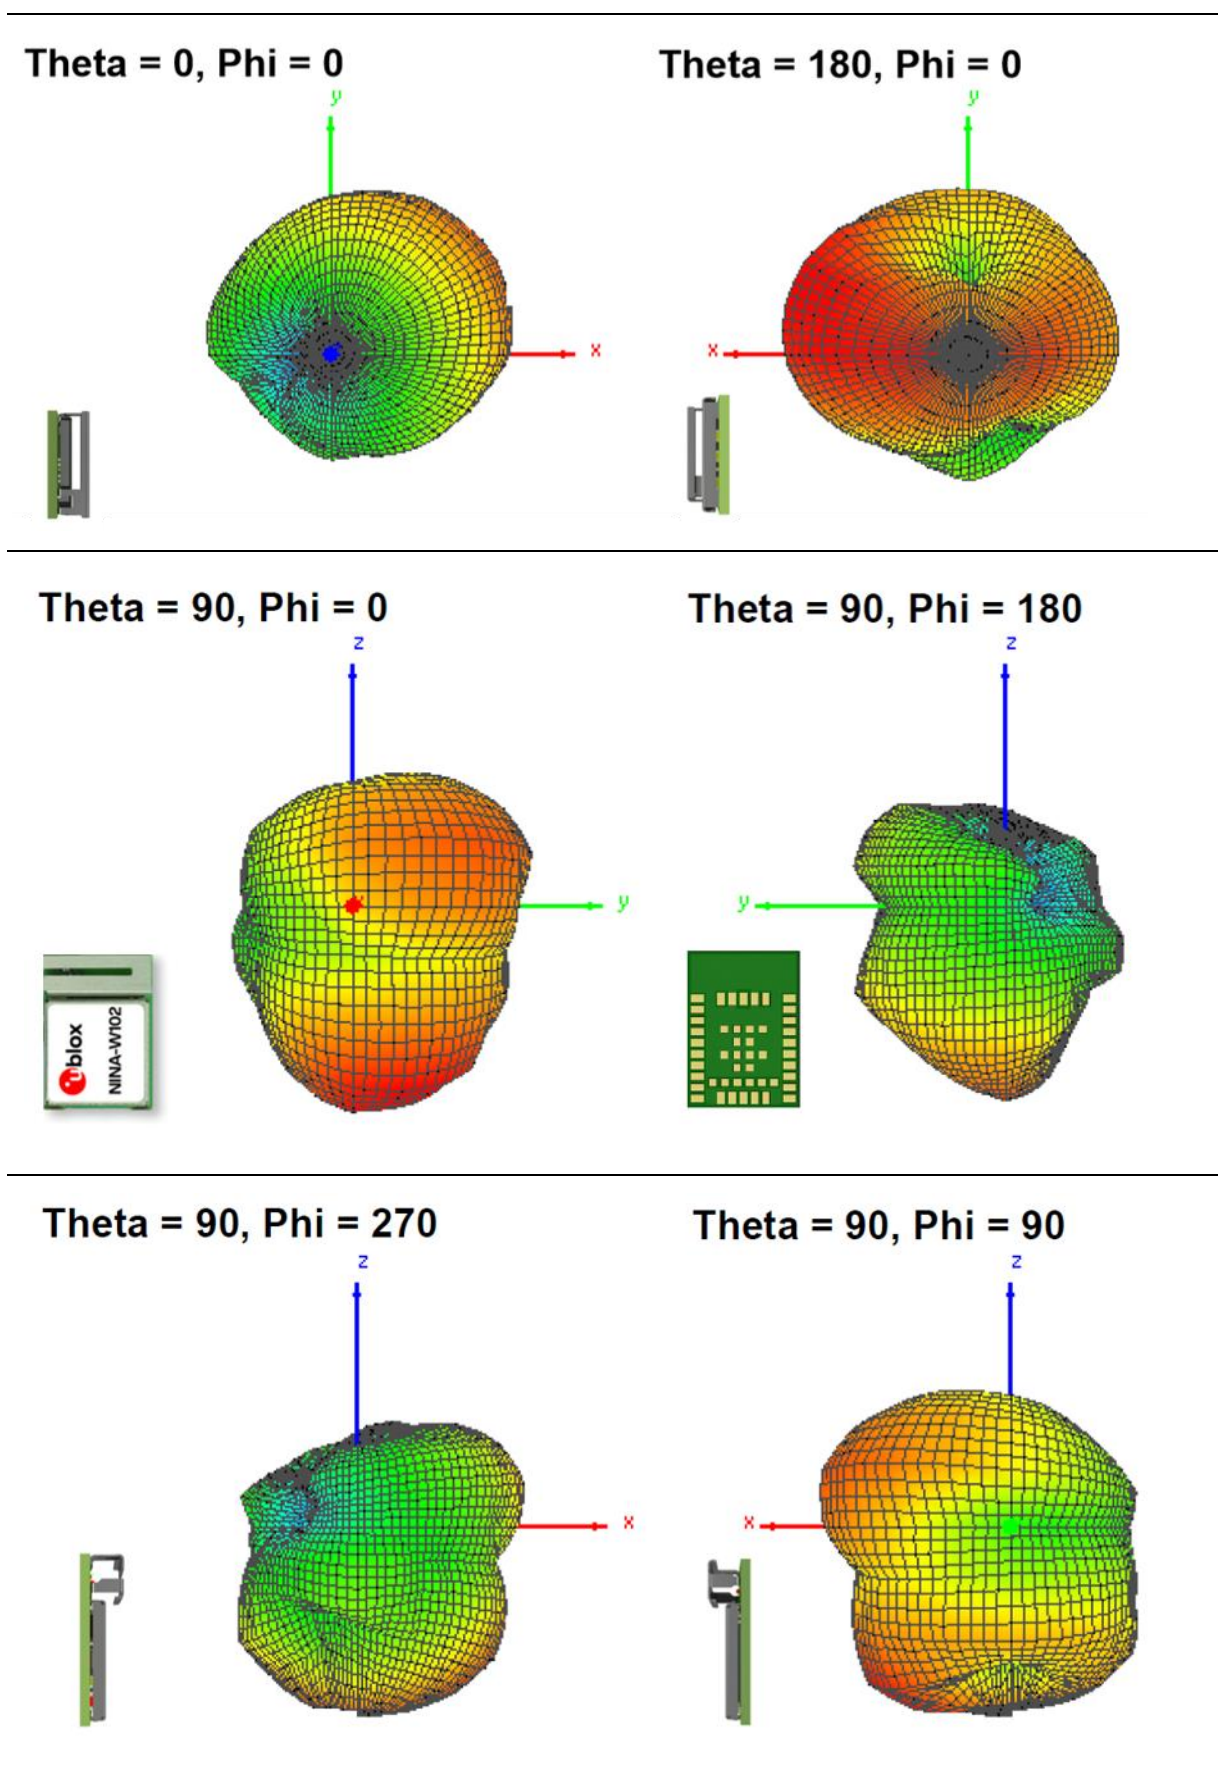 Theta = 0, Phi = 0
Theta = 180, Phi = 0
y
y
x
x
Theta = 90, Phi = 0
Theta = 90, Phi = 180
z
z
y
y
ublox
NINA-W102
Theta = 90, Phi = 270
Theta = 90, Phi = 90
z
z
x
x